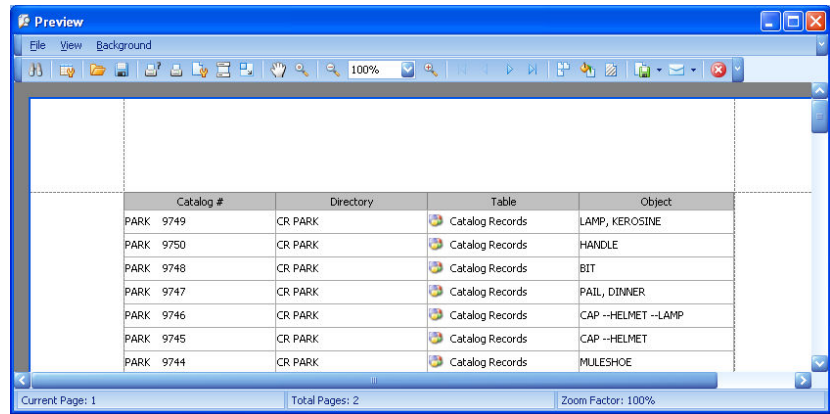 Preview
File View Background
100%
Catalog # Directory Table Object
PARK 9749 CR PARK Catalog Records LAMP, KEROSINE
PARK 9750 CR PARK Catalog Records HANDLE
PARK 9748 CR PARK Catalog Records BIT
PARK 9747 CR PARK Catalog Records PAIL, DINNER
PARK 9746 CR PARK Catalog Records CAP --HELMET --LAMP
PARK 9745 CR PARK Catalog Records CAP --HELMET
PARK 9744 CR PARK Catalog Records MULESHOE
Current Page: 1 Total Pages: 2 Zoom Factor: 100%